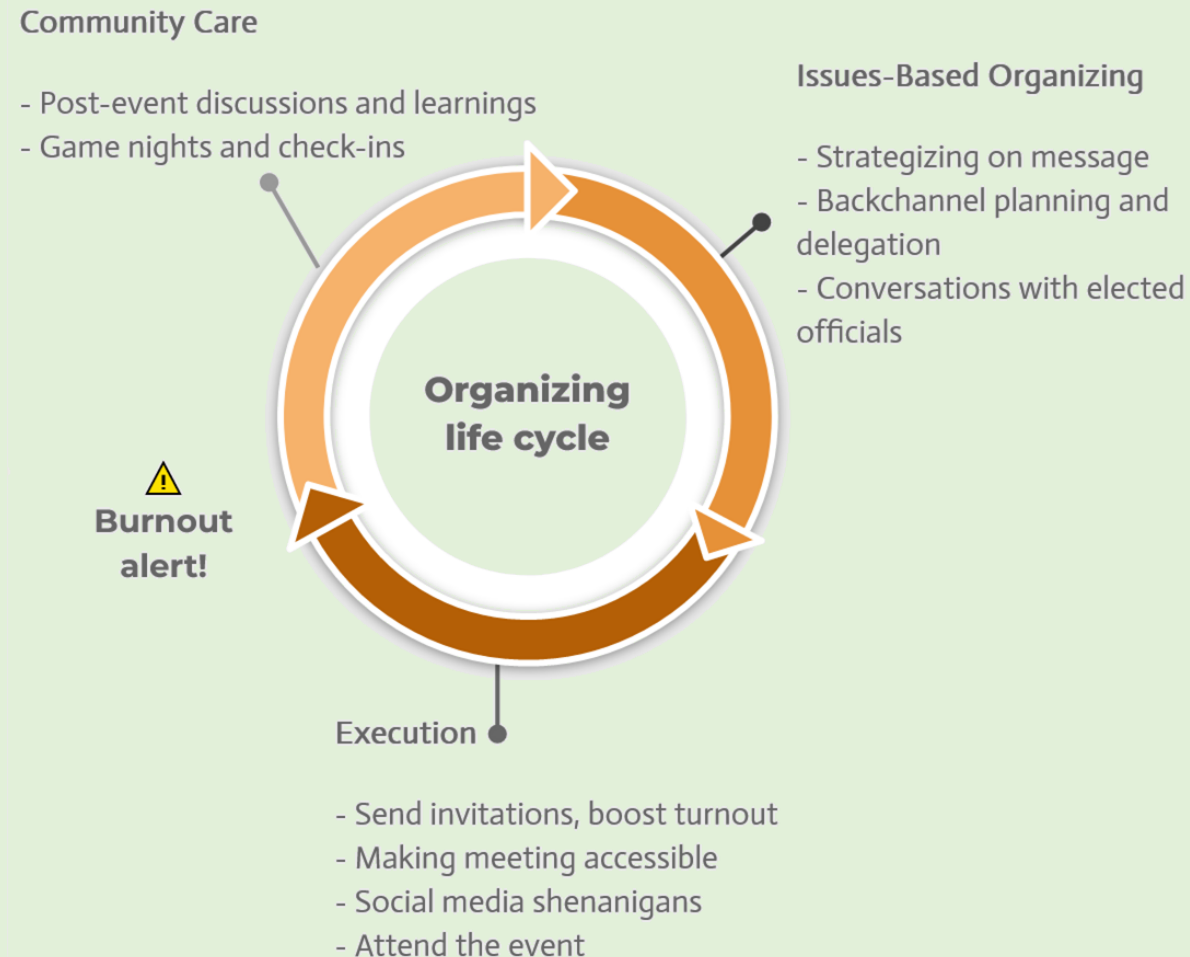 Community Care
- Post-event discussions and learnings
- Game nights and check-ins
Issues-Based Organizing
- Strategizing on message
- Backchannel planning and
delegation
- Conversations with elected
officials
Organizing
life cycle
Burnout
alert!
Execution
- Send invitations, boost turnout
- Making meeting accessible
- Social media shenanigans
- Attend the event